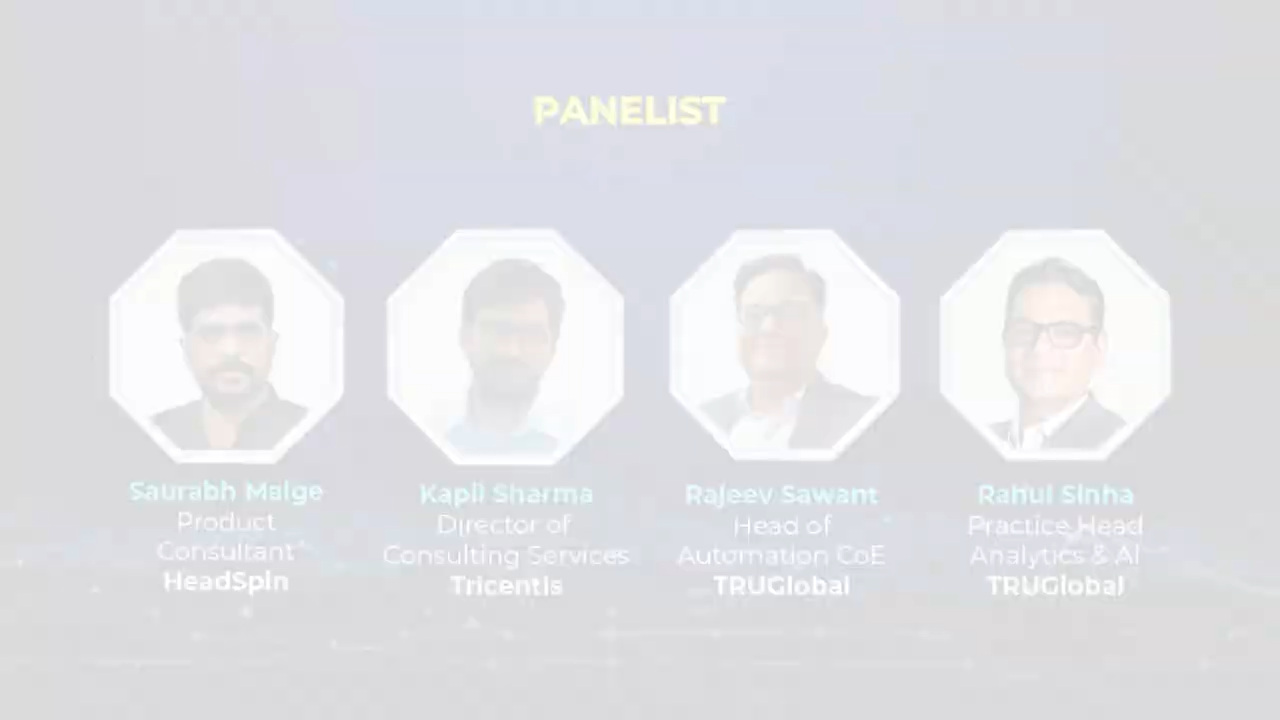 PANELIST
Saurabh Malge
Product
Consultant
HeadSpin
Kapil Sharma
Director of
Consulting Services
Tricentis
Rajeev Sawant
Head of
Automation CoE
TRUGlobal
Rahul Sinha
Practice Head
Analytics & AI
TRUGlobal